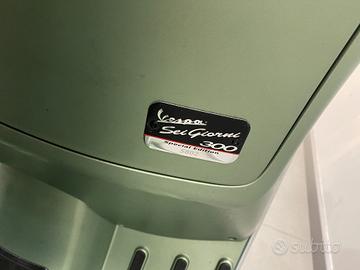 Vespa
Sei Giorni
300
Special Edition
subito